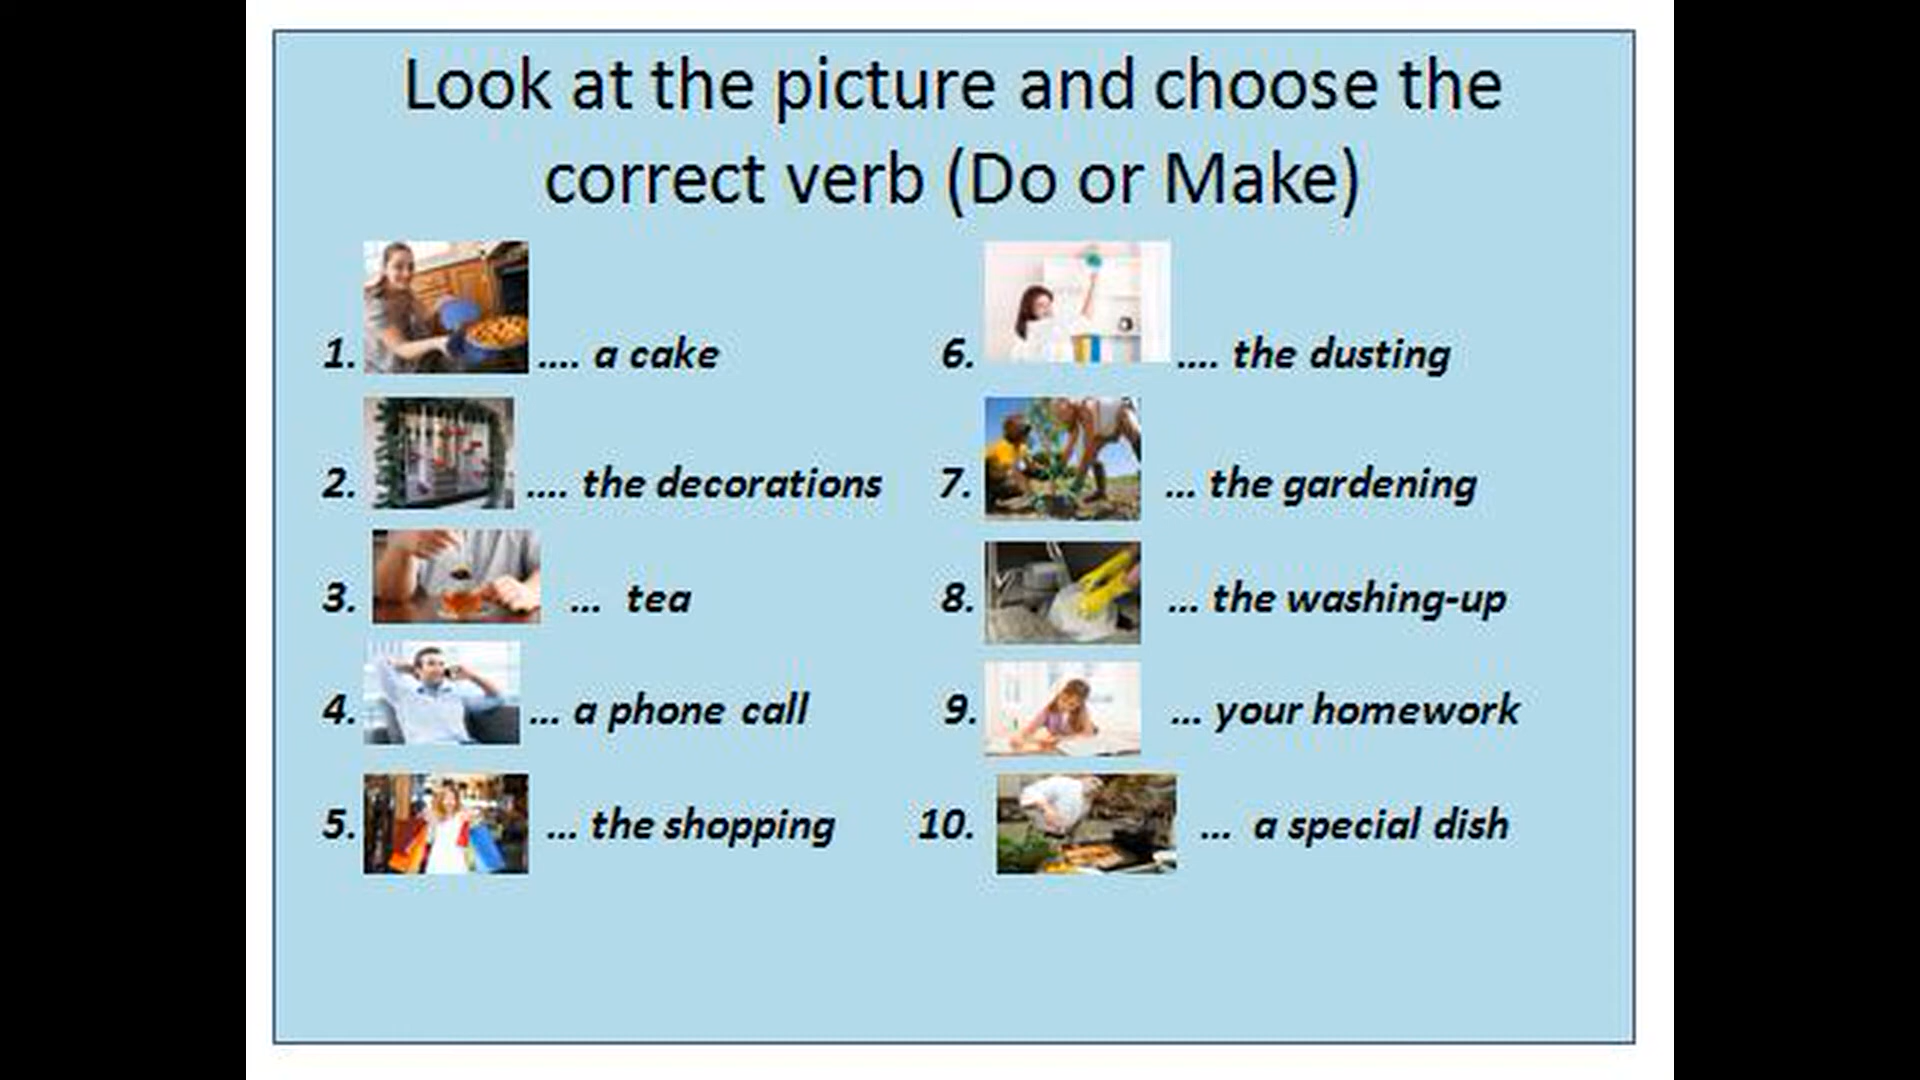 Look at the picture and choose the
correct verb (Do or Make)
1. .... a cake
2. .... the decorations
3. ... tea
4. ... a phone call
5. ... the shopping
6. .... the dusting
7. ... the gardening
8. ... the washing-up
9. ... your homework
10. ... a special dish